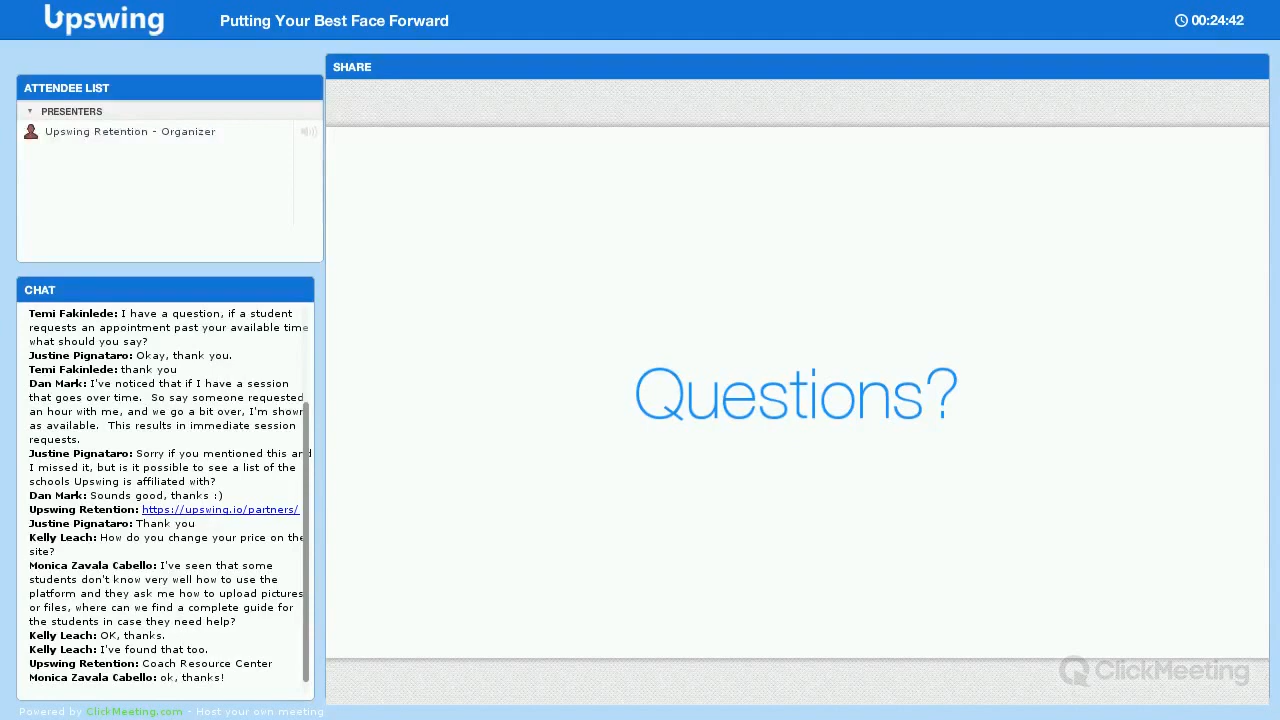 Upswing
Putting Your Best Face Forward
00:24:42
ATTENDEE LIST
PRESENTERS
Upswing Retention - Organizer
CHAT
Temi Fakinlede: I have a question, if a student
requests an appointment past your available time
what should you say?
Justine Pignataro: Okay, thank you.
Temi Fakinlede: thank you
Dan Mark: I've noticed that if I have a session
that goes over time.  So say someone requested
an hour with me, and we go a bit over, I'm shown
as available.  This results in immediate session
requests.
Justine Pignataro: Sorry if you mentioned this and
I missed it, but is it possible to see a list of the
schools Upswing is affiliated with?
Dan Mark: Sounds good, thanks :)
Upswing Retention: https://upswing.io/partners/
Justine Pignataro: Thank you
Kelly Leach: How do you change your price on the
site?
Monica Zavala Cabello: I've seen that some
students don't know very well how to use the
platform and they ask me how to upload pictures
or files, where can we find a complete guide for
the students in case they need help?
Kelly Leach: OK, thanks.
Kelly Leach: I've found that too.
Upswing Retention: Coach Resource Center
Monica Zavala Cabello: ok, thanks!
Powered by ClickMeeting.com - Host your own meeting
SHARE
Questions?
ClickMeeting